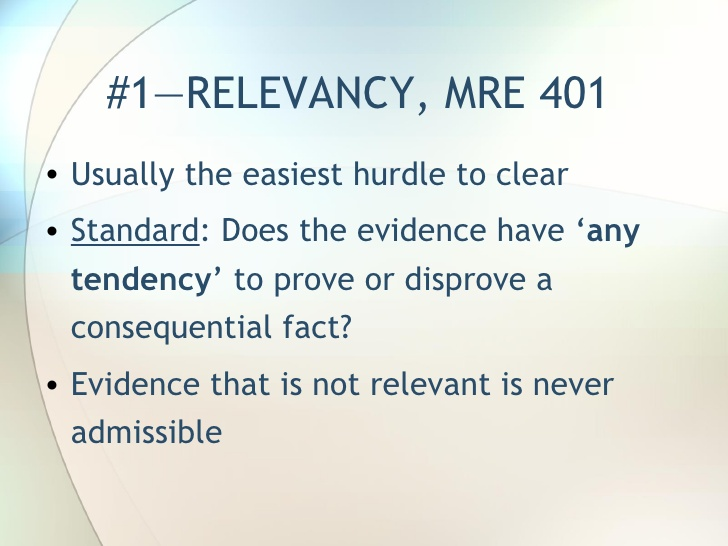 #1—RELEVANCY, MRE 401
• Usually the easiest hurdle to clear
• Standard: Does the evidence have ‘any
tendency’ to prove or disprove a
consequential fact?
• Evidence that is not relevant is never
admissible